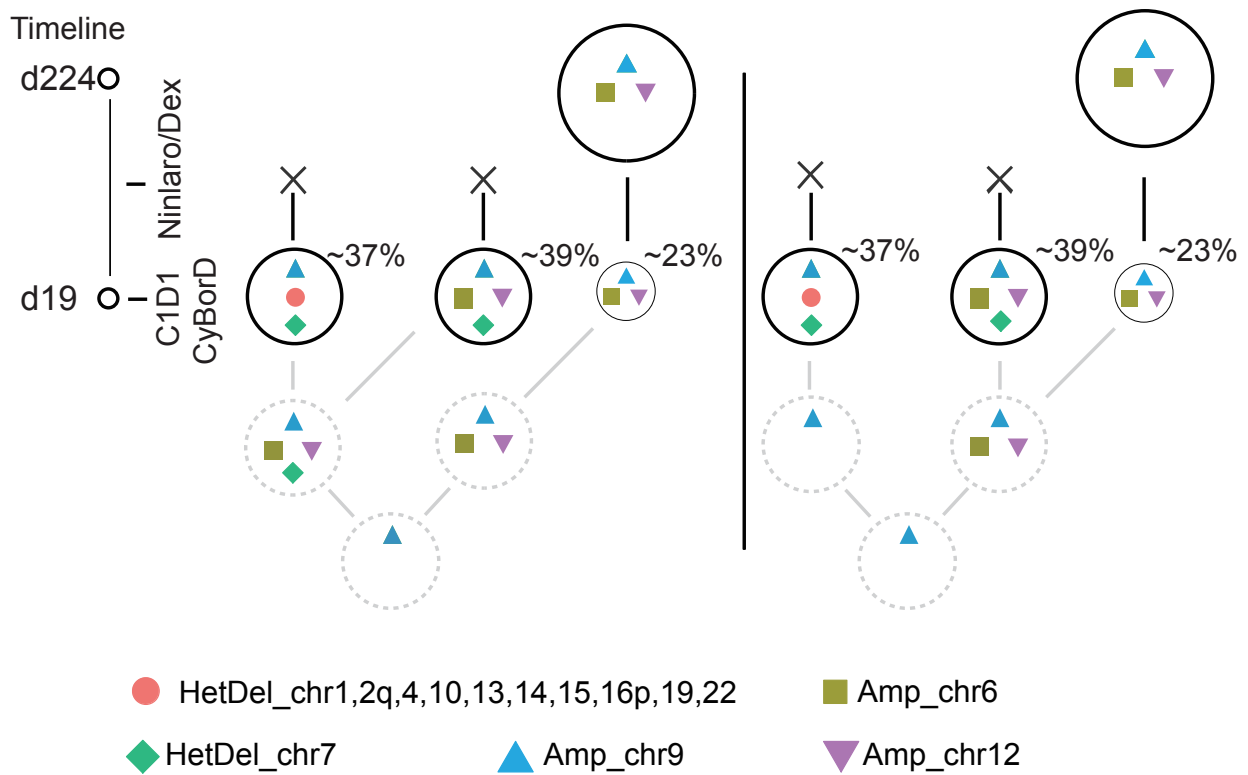 Timeline
d224
Ninlaro/Dex
~37%
~39%
~23%
~37%
~39%
~23%
d19
C1D1
CyBorD
HetDel_chr1,2q,4,10,13,14,15,16p,19,22
Amp_chr6
HetDel_chr7
Amp_chr9
Amp_chr12